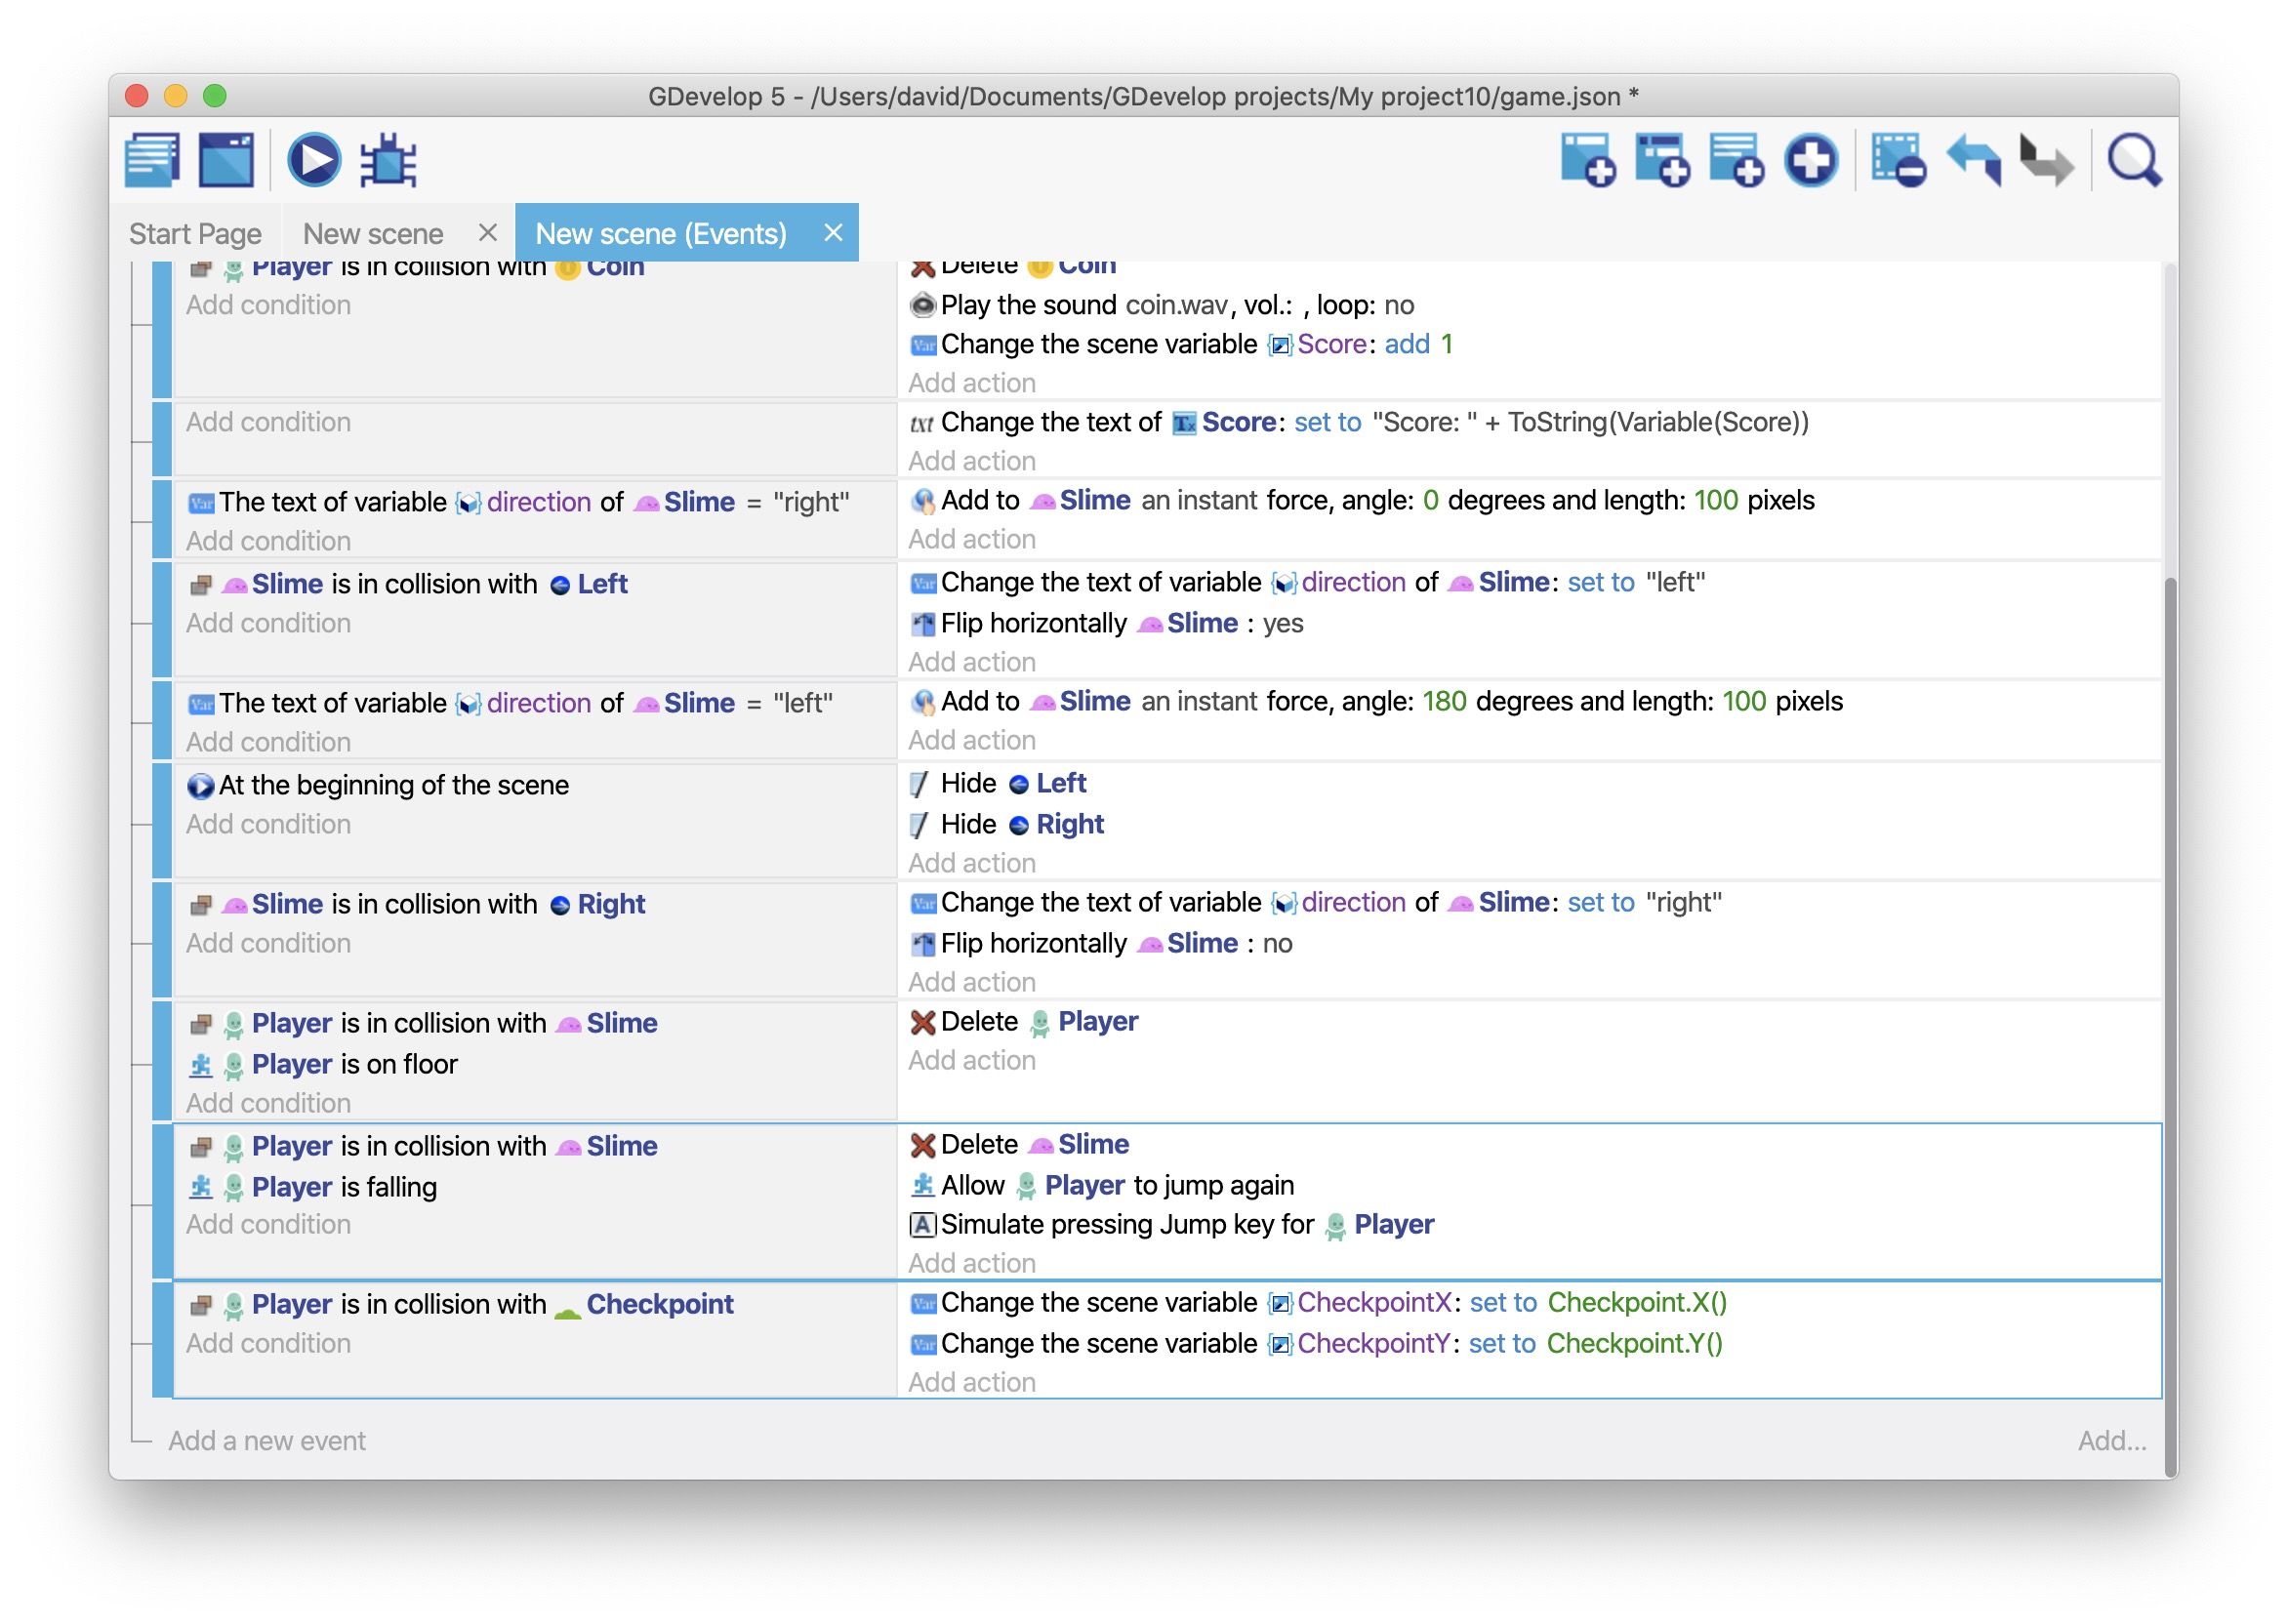 GDevelop 5 - /Users/david/Documents/GDevelop projects/My project10/game.json *
Start Page New scene × New scene (Events) ×
Player is in collision with Coin Delete Coin
Add condition Play the sound coin.wav, vol.: , loop: no
Var Change the scene variable Score: add 1
Add action
Add condition txt Change the text of Tx Score: set to "Score: " + ToString(Variable(Score))
Add action
Var The text of variable direction of Slime = "right" Add to Slime an instant force, angle: 0 degrees and length: 100 pixels
Add condition Add action
Slime is in collision with Left Var Change the text of variable direction of Slime: set to "left"
Add condition Flip horizontally Slime : yes
Add action
Var The text of variable direction of Slime = "left" Add to Slime an instant force, angle: 180 degrees and length: 100 pixels
Add condition Add action
At the beginning of the scene Hide Left
Add condition Hide Right
Add action
Slime is in collision with Right Var Change the text of variable direction of Slime: set to "right"
Add condition Flip horizontally Slime : no
Add action
Player is in collision with Slime Delete Player
Player is on floor Add action
Add condition
Player is in collision with Slime Delete Slime
Player is falling Allow Player to jump again
Add condition A Simulate pressing Jump key for Player
Add action
Player is in collision with Checkpoint Var Change the scene variable CheckpointX: set to Checkpoint.X()
Add condition Var Change the scene variable CheckpointY: set to Checkpoint.Y()
Add action
Add a new event Add...